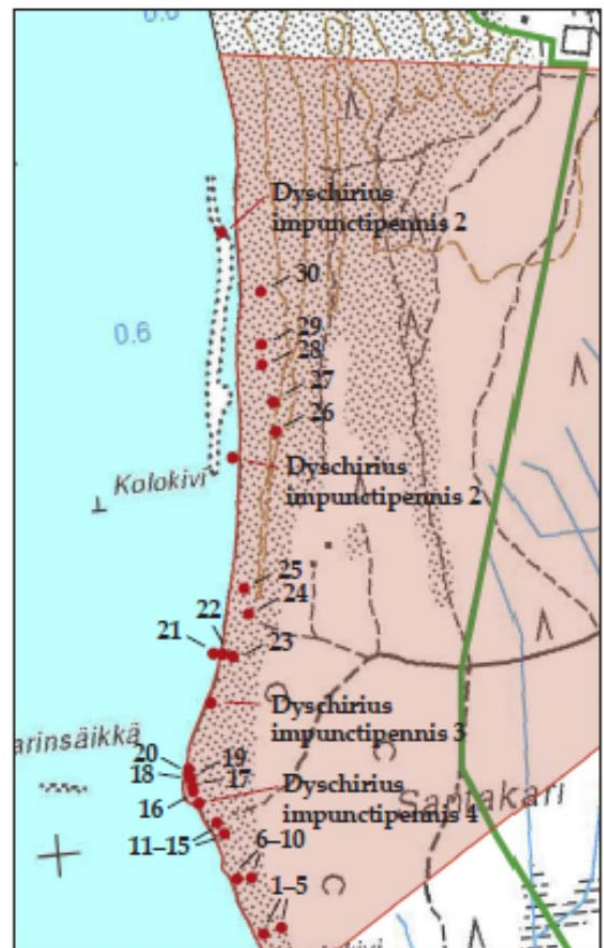 0.6
Dyschirius
impunctipennis 2
30
29
28
0.6
27
26
Dyschirius
impunctipennis 2
Kolokivi
25
24
22
21
23
Dyschirius
impunctipennis 3
arinsäikkä
20
19
18
17
Dyschirius
impunctipennis 4
16
Santakari
11–15
6–10
1–5